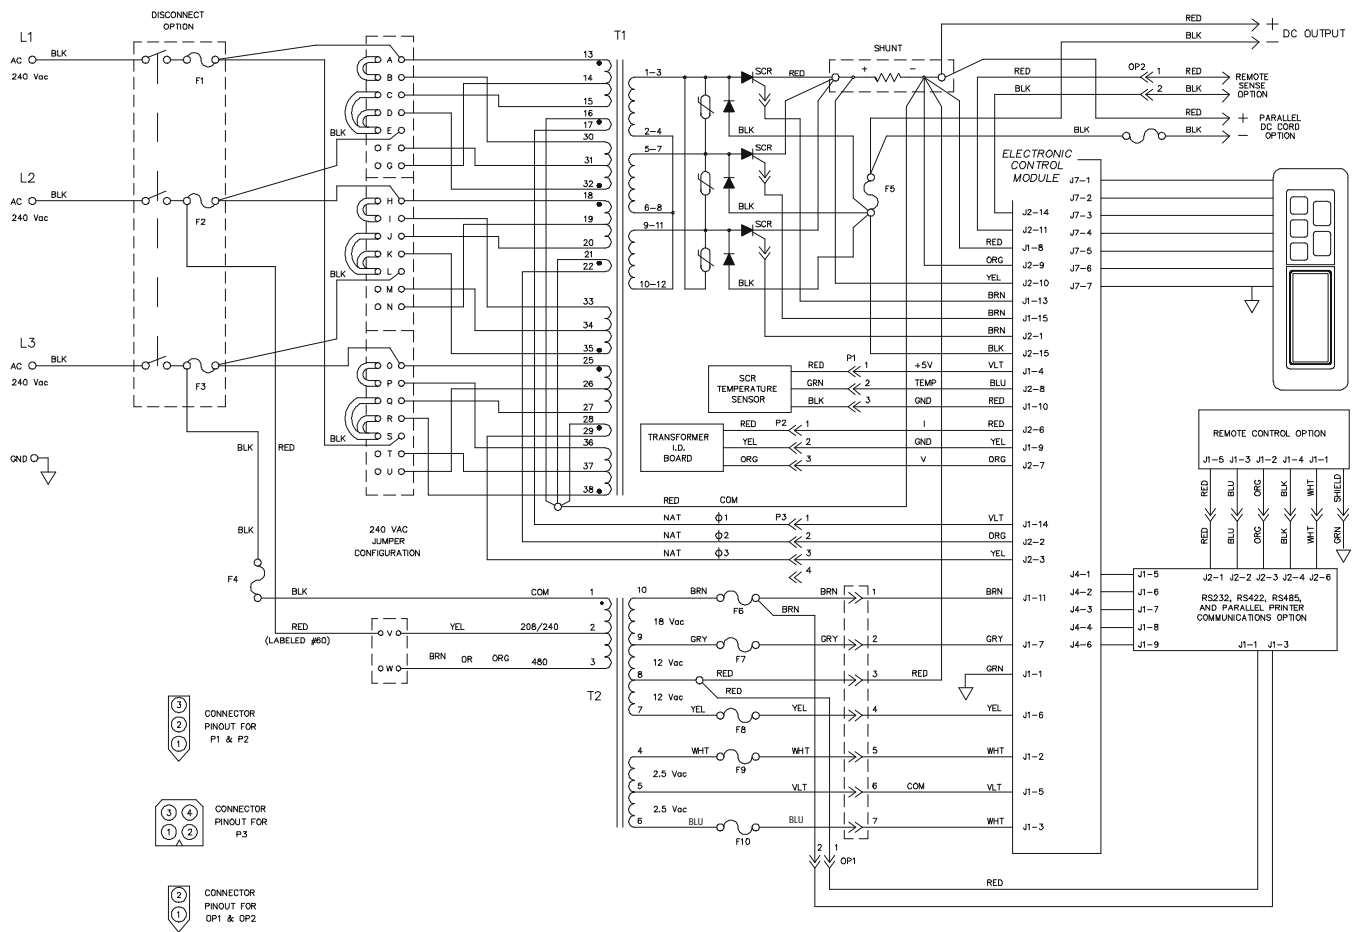 DISCONNECT
OPTION
L1
AC
BLK
240 Vac
F1
L2
AC
BLK
240 Vac
F2
L3
AC
BLK
240 Vac
F3
GND
BLK
RED
BLK
F4
BLK
RED
(LABELED #60)
A
B
C
D
E
F
G
BLK
H
I
J
K
L
M
N
BLK
O
P
Q
R
S
T
U
BLK
240 VAC
JUMPER
CONFIGURATION
V
W
YEL
BRN OR ORG
COM
208/240
480
T1
13
14
15
16
17
30
31
32
18
19
20
21
22
33
34
35
25
26
27
28
29
36
37
38
1-3
2-4
5-7
6-8
9-11
10-12
SCR
RED
BLK
SCR
BLK
SCR
BLK
SHUNT
+
-
F5
RED
BLK
+
-
DC OUTPUT
OP2
RED
1
RED
BLK
2
BLK
REMOTE
SENSE
OPTION
RED
+
BLK
BLK
-
PARALLEL
DC CORD
OPTION
ELECTRONIC
CONTROL
MODULE
J2-14
J2-11
RED J1-8
ORG J2-9
YEL J2-10
BRN J1-13
BRN J1-15
BRN J2-1
BLK J2-15
J7-1
J7-2
J7-3
J7-4
J7-5
J7-6
J7-7
SCR
TEMPERATURE
SENSOR
P1
RED 1 +5V VLT J1-4
GRN 2 TEMP BLU J2-8
BLK 3 GND RED J1-10
TRANSFORMER
I.D.
BOARD
P2
RED 1 I RED J2-6
YEL 2 GND YEL J1-9
ORG 3 V ORG J2-7
RED COM
NAT ϕ1 P3 1 VLT J1-14
NAT ϕ2 2 ORG J2-2
NAT ϕ3 3 YEL J2-3
4
REMOTE CONTROL OPTION
J1-5 J1-3 J1-2 J1-4 J1-1
RED BLU ORG BLK WHT SHIELD
RED BLU ORG BLK WHT GRN
J2-1 J2-2 J2-3 J2-4 J2-6
RS232, RS422, RS485,
AND PARALLEL PRINTER
COMMUNICATIONS OPTION
J1-1 J1-3
J4-1 J1-5
J4-2 J1-6
J4-3 J1-7
J4-4 J1-8
J4-6 J1-9
T2
1
2
3
10 BRN F6 BRN 1 BRN J1-11
BRN
18 Vac
9 GRY F7 GRY 2 GRY J1-7
12 Vac
8 RED 3 RED
RED
GRN J1-1
12 Vac
7 YEL F8 YEL 4 YEL J1-6
4 WHT F9 WHT 5 WHT J1-2
2.5 Vac
5 VLT 6 COM VLT J1-5
2.5 Vac
6 BLU F10 BLU 7 WHT J1-3
2 1 OP1
RED
3
2
1
CONNECTOR
PINOUT FOR
P1 & P2
3 4
1 2
CONNECTOR
PINOUT FOR
P3
2
1
CONNECTOR
PINOUT FOR
OP1 & OP2